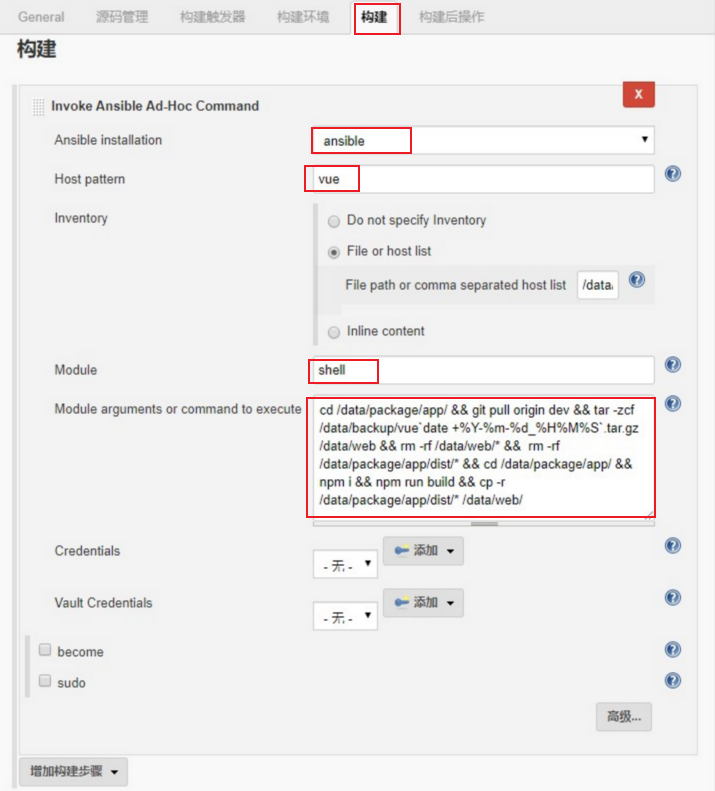 General 源码管理 构建触发器 构建环境 构建 构建后操作
构建
X
Invoke Ansible Ad-Hoc Command
Ansible installation ansible
Host pattern vue
Inventory Do not specify Inventory
File or host list
File path or comma separated host list /data/
Inline content
Module shell
Module arguments or command to execute
cd /data/package/app/ && git pull origin dev && tar -zcf
/data/backup/vue`date +%Y-%m-%d_%H%M%S`.tar.gz
/data/web && rm -rf /data/web/* && rm -rf
/data/package/app/dist/* && cd /data/package/app/ &&
npm i && npm run build && cp -r
/data/package/app/dist/* /data/web/
Credentials - 无 - 添加
Vault Credentials - 无 - 添加
become
sudo
高级...
增加构建步骤